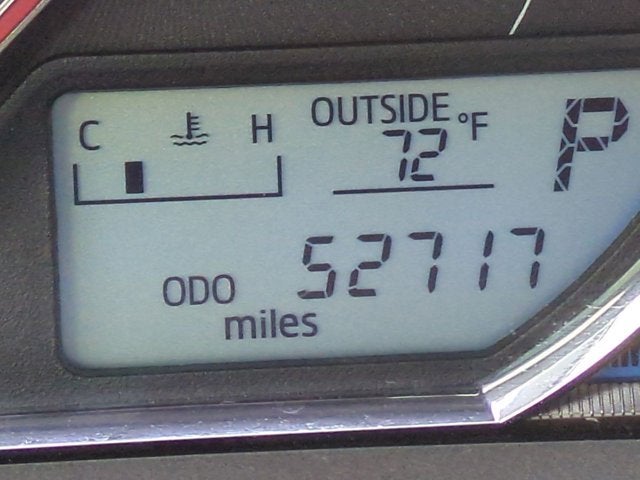 C H OUTSIDE °F P
72
ODO 52717
miles